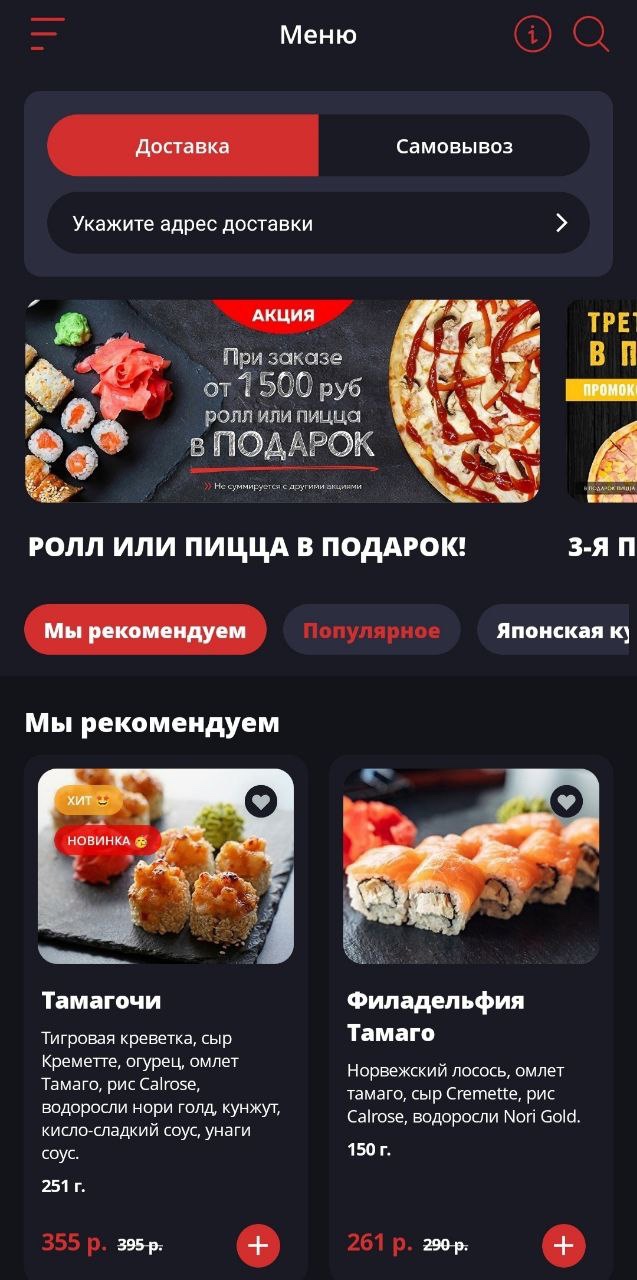 Меню
Доставка
Самовывоз
Укажите адрес доставки
АКЦИЯ
При заказе
от 1500 руб
ролл или пицца
в ПОДАРОК
Не суммируется с другими акциями
ТРЕТ
В П
ПРОМОК
РОЛЛ ИЛИ ПИЦЦА В ПОДАРОК!
3-Я П
Мы рекомендуем
Популярное
Японская ку
Мы рекомендуем
ХИТ 🤩
НОВИНКА 🥳
Тамагочи
Тигровая креветка, сыр
Креметте, огурец, омлет
Тамаго, рис Calrose,
водоросли нори голд, кунжут,
кисло-сладкий соус, унаги
соус.
251 г.
355 р. 395 р.
Филадельфия
Тамаго
Норвежский лосось, омлет
тамаго, сыр Cremette, рис
Calrose, водоросли Nori Gold.
150 г.
261 р. 290 р.